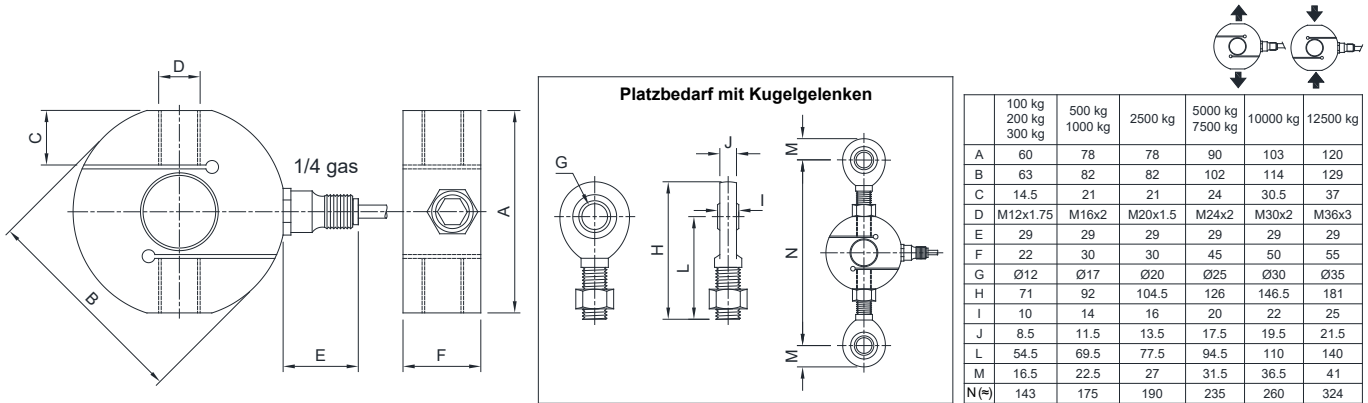 D
C
1/4 gas
B
E
F
A
Platzbedarf mit Kugelgelenken
G
J
I
H
L
M
N
M
100 kg 200 kg 300 kg | 500 kg 1000 kg | 2500 kg | 5000 kg 7500 kg | 10000 kg | 12500 kg
A 60 78 78 90 103 120
B 63 82 82 102 114 129
C 14.5 21 21 24 30.5 37
D M12x1.75 M16x2 M20x1.5 M24x2 M30x2 M36x3
E 29 29 29 29 29 29
F 22 30 30 45 50 55
G Ø12 Ø17 Ø20 Ø25 Ø30 Ø35
H 71 92 104.5 126 146.5 181
I 10 14 16 20 22 25
J 8.5 11.5 13.5 17.5 19.5 21.5
L 54.5 69.5 77.5 94.5 110 140
M 16.5 22.5 27 31.5 36.5 41
N (≈) 143 175 190 235 260 324